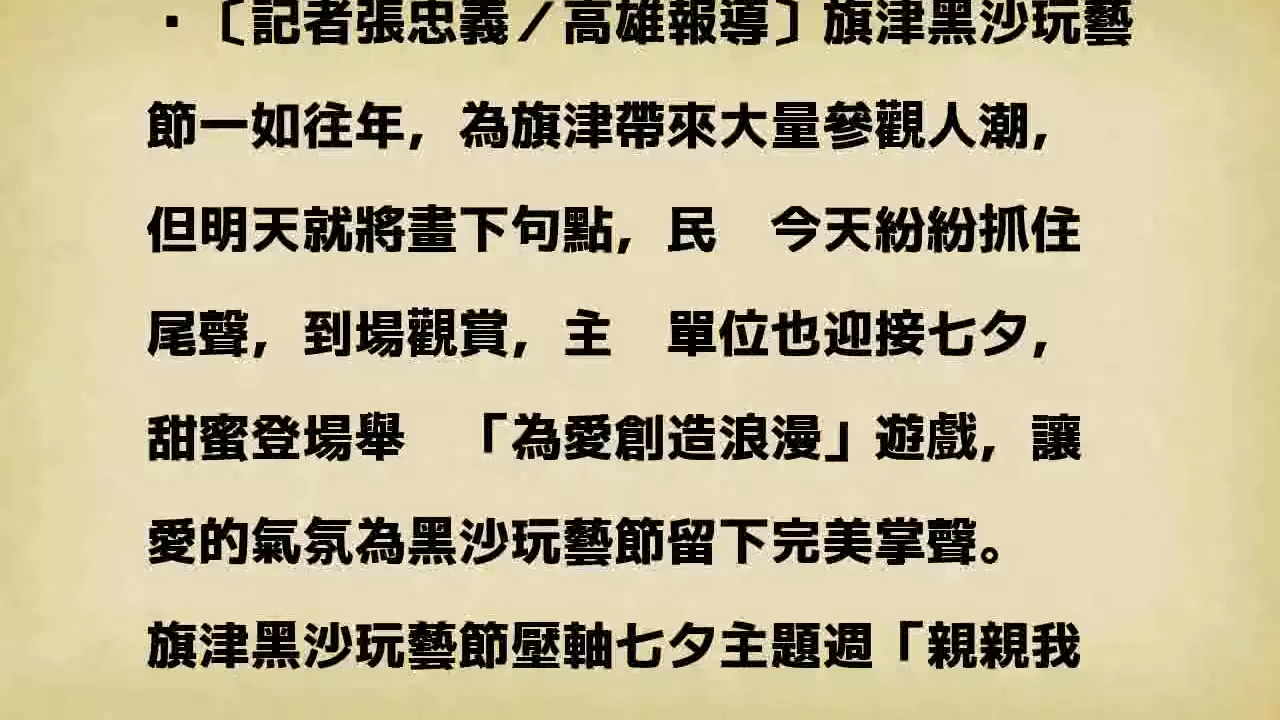 ・〔記者張忠義／高雄報導〕旗津黑沙玩藝
節一如往年，為旗津帶來大量參觀人潮，
但明天就將畫下句點，民　今天紛紛抓住
尾聲，到場觀賞，主　單位也迎接七夕，
甜蜜登場舉　「為愛創造浪漫」遊戲，讓
愛的氣氛為黑沙玩藝節留下完美掌聲。
旗津黑沙玩藝節壓軸七夕主題週「親親我